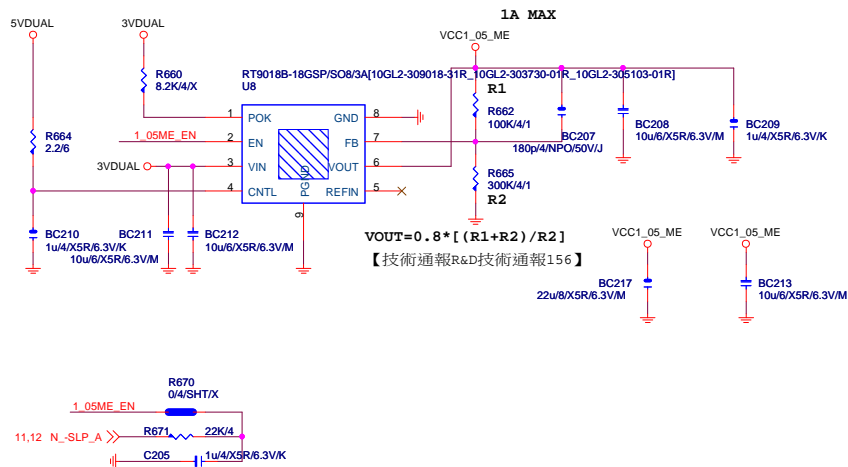 1A MAX
5VDUAL
3VDUAL
VCC1_05_ME
R660
8.2K/4/X
RT9018B-18GSP/SO8/3A[10GL2-309018-31R_10GL2-303730-01R_10GL2-305103-01R]
U8
R1
R662
100K/4/1
1 POK
GND 8
1_05ME_EN
2 EN
FB 7
3VDUAL
3 VIN
VOUT 6
4 CNTL
REFIN 5
PGND
9
R664
2.2/6
BC207
180p/4/NPO/50V/J
BC208
10u/6/X5R/6.3V/M
BC209
1u/4/X5R/6.3V/K
R665
300K/4/1
R2
BC210
1u/4/X5R/6.3V/K
BC211
10u/6/X5R/6.3V/M
BC212
10u/6/X5R/6.3V/M
VOUT=0.8*[(R1+R2)/R2]
【技術通報R&D技術通報156】
VCC1_05_ME
VCC1_05_ME
BC217
22u/8/X5R/6.3V/M
BC213
10u/6/X5R/6.3V/M
R670
0/4/SHT/X
1_05ME_EN
11,12 N_-SLP_A
R671
22K/4
C205
1u/4/X5R/6.3V/K